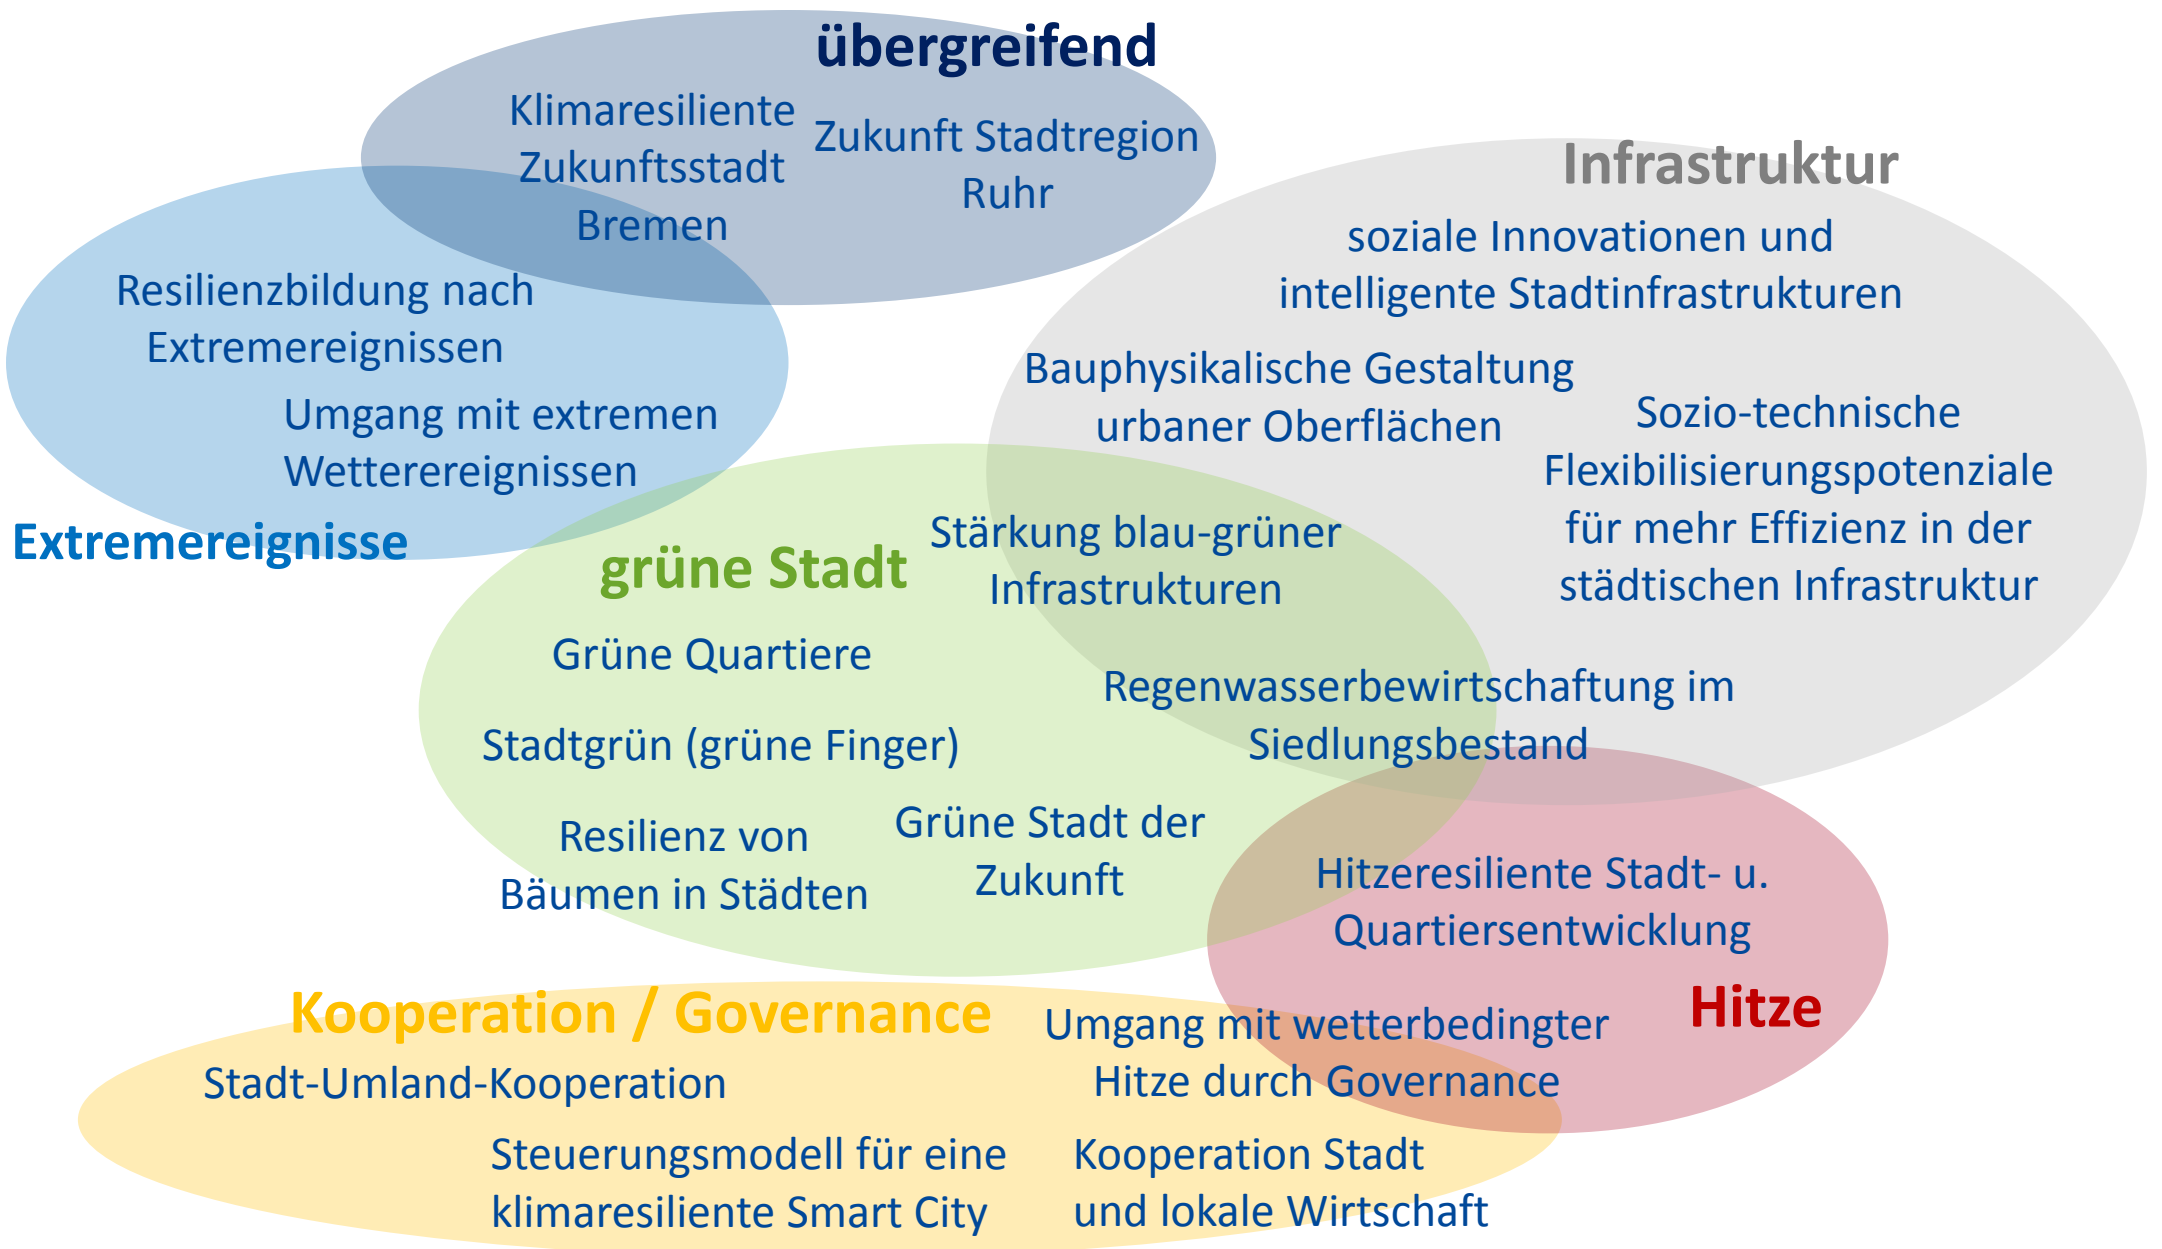 übergreifend
Klimaresiliente
Zukunftsstadt
Bremen
Zukunft Stadtregion
Ruhr
Infrastruktur
soziale Innovationen und
intelligente Stadtinfrastrukturen
Resilienzbildung nach
Extremereignissen
Umgang mit extremen
Wetterereignissen
Extremereignisse
Bauphysikalische Gestaltung
urbaner Oberflächen
Sozio-technische
Flexibilisierungspotenziale
für mehr Effizienz in der
städtischen Infrastruktur
grüne Stadt
Stärkung blau-grüner
Infrastrukturen
Grüne Quartiere
Regenwasserbewirtschaftung im
Siedlungsbestand
Stadtgrün (grüne Finger)
Resilienz von
Bäumen in Städten
Grüne Stadt der
Zukunft
Hitzeresiliente Stadt- u.
Quartiersentwicklung
Hitze
Kooperation / Governance
Umgang mit wetterbedingter
Hitze durch Governance
Stadt-Umland-Kooperation
Steuerungsmodell für eine
klimaresiliente Smart City
Kooperation Stadt
und lokale Wirtschaft